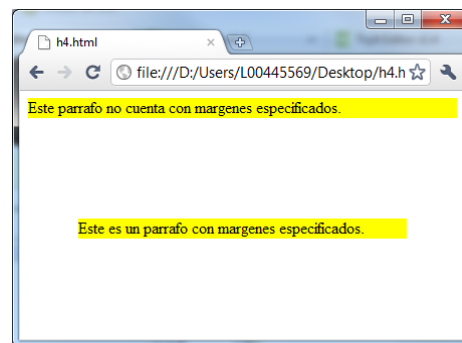 h4.html
file:///D:/Users/L00445569/Desktop/h4.h
Este parrafo no cuenta con margenes especificados.
Este es un parrafo con margenes especificados.